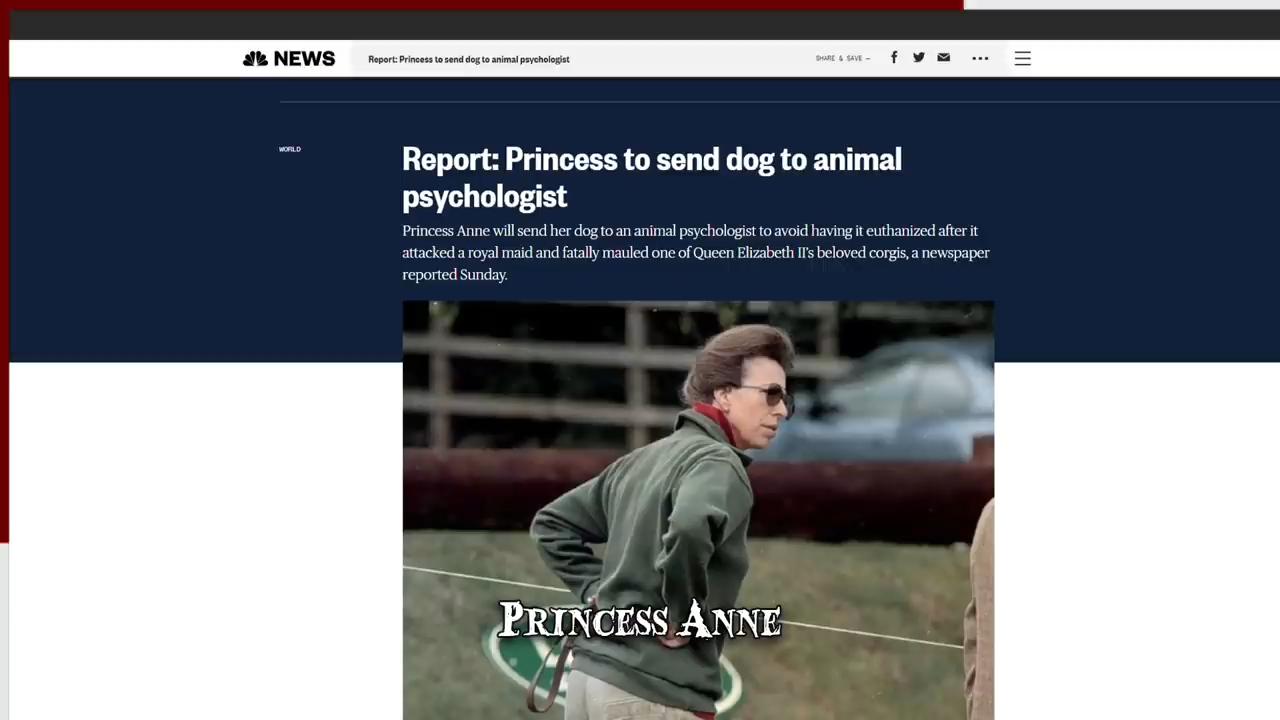 NEWS
Report: Princess to send dog to animal psychologist
SHARE & SAVE —
WORLD
Report: Princess to send dog to animal
psychologist
Princess Anne will send her dog to an animal psychologist to avoid having it euthanized after it
attacked a royal maid and fatally mauled one of Queen Elizabeth II's beloved corgis, a newspaper
reported Sunday.
PRINCESS ANNE